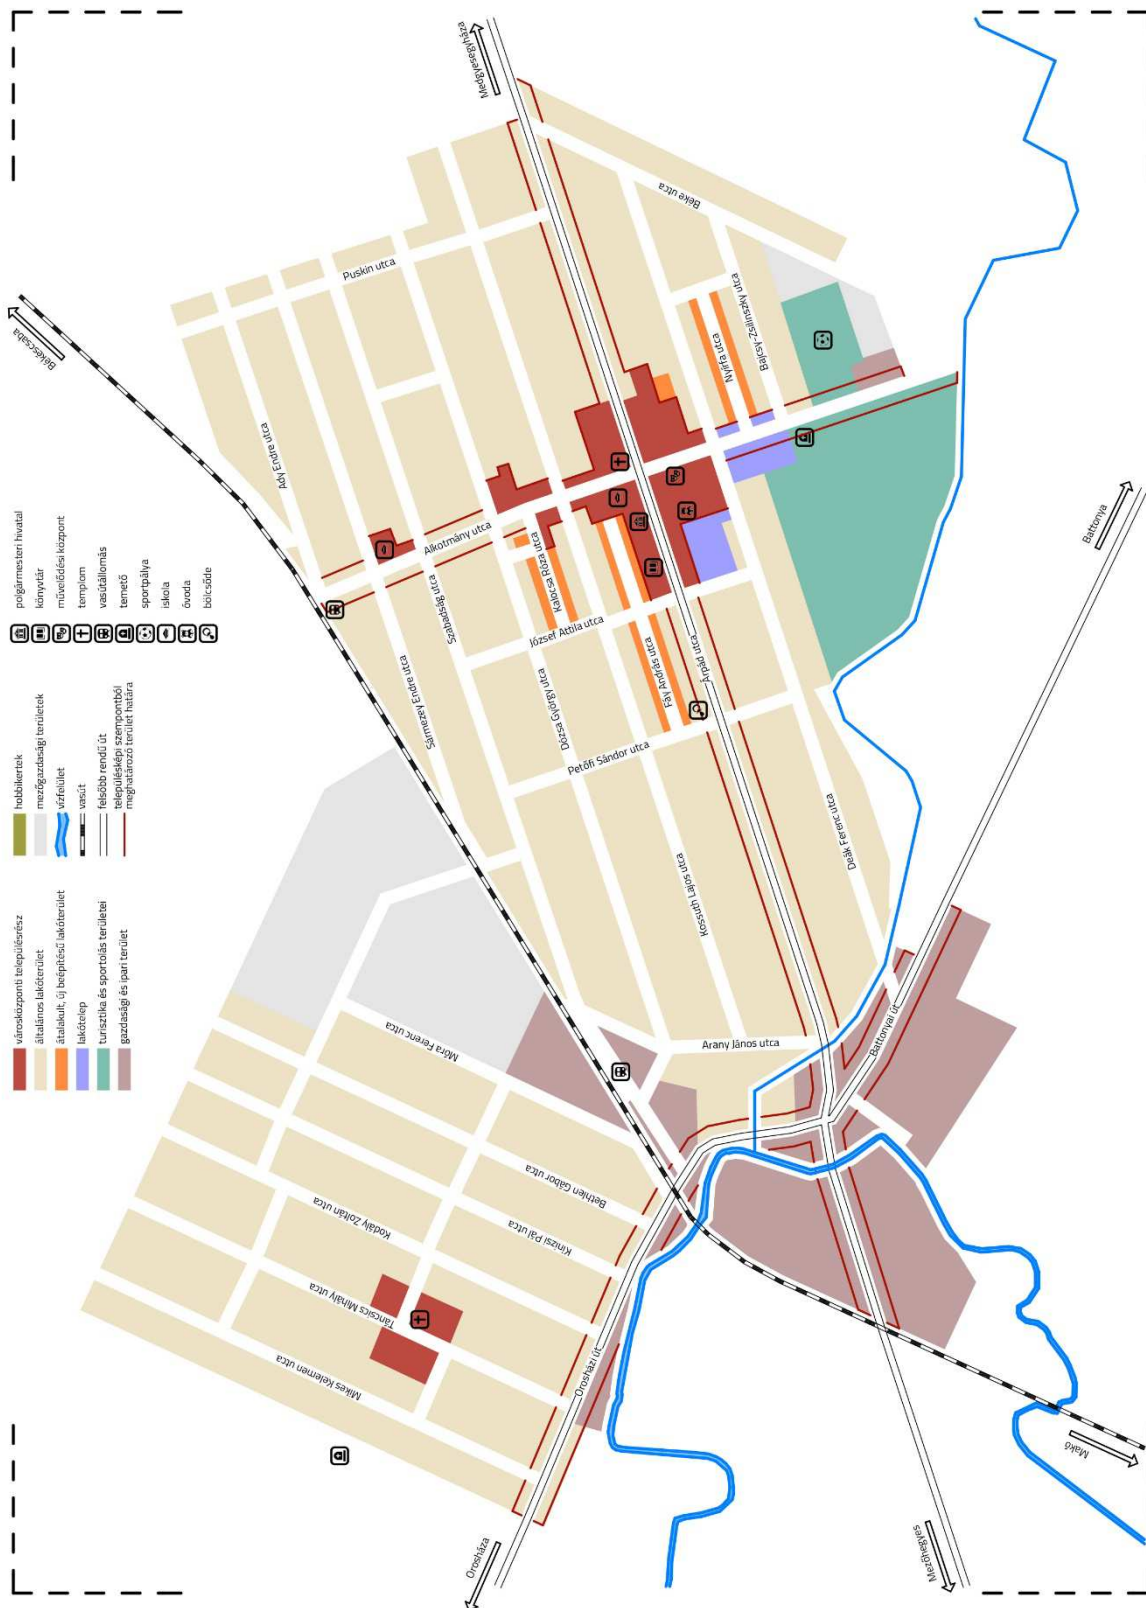 Medgyesegyháza
Békéscsaba
Béke utca
Puskin utca
Bajcsy-Zsilinszky utca
Nyírfa utca
Ady Endre utca
Alkotmány utca
Kalocsa Róza utca
Szabadság utca
József Attila utca
Sármezey Endre utca
Fáy András utca
Árpád utca
Dózsa György utca
Petőfi Sándor utca
Deák Ferenc utca
Kossuth Lajos utca
Battonya
Battonyai út
Arany János utca
Móra Ferenc utca
Bethlen Gábor utca
Kinizsi Pál utca
Kodály Zoltán utca
Táncsics Mihály utca
Mikes Kelemen utca
Orosházi út
Orosháza
Makó
Mezőhegyes
városközponti településrész
általános lakóterület
átalakult, új beépítésű lakóterület
lakótelep
turisztika és sportolás területei
gazdasági és ipari terület
hobbikertek
mezőgazdasági területek
vízfelület
vasút
felsőbb rendű út
településképi szempontból
meghatározó terület határa
polgármesteri hivatal
könyvtár
művelődési központ
templom
vasútállomás
temető
sportpálya
iskola
óvoda
bölcsőde